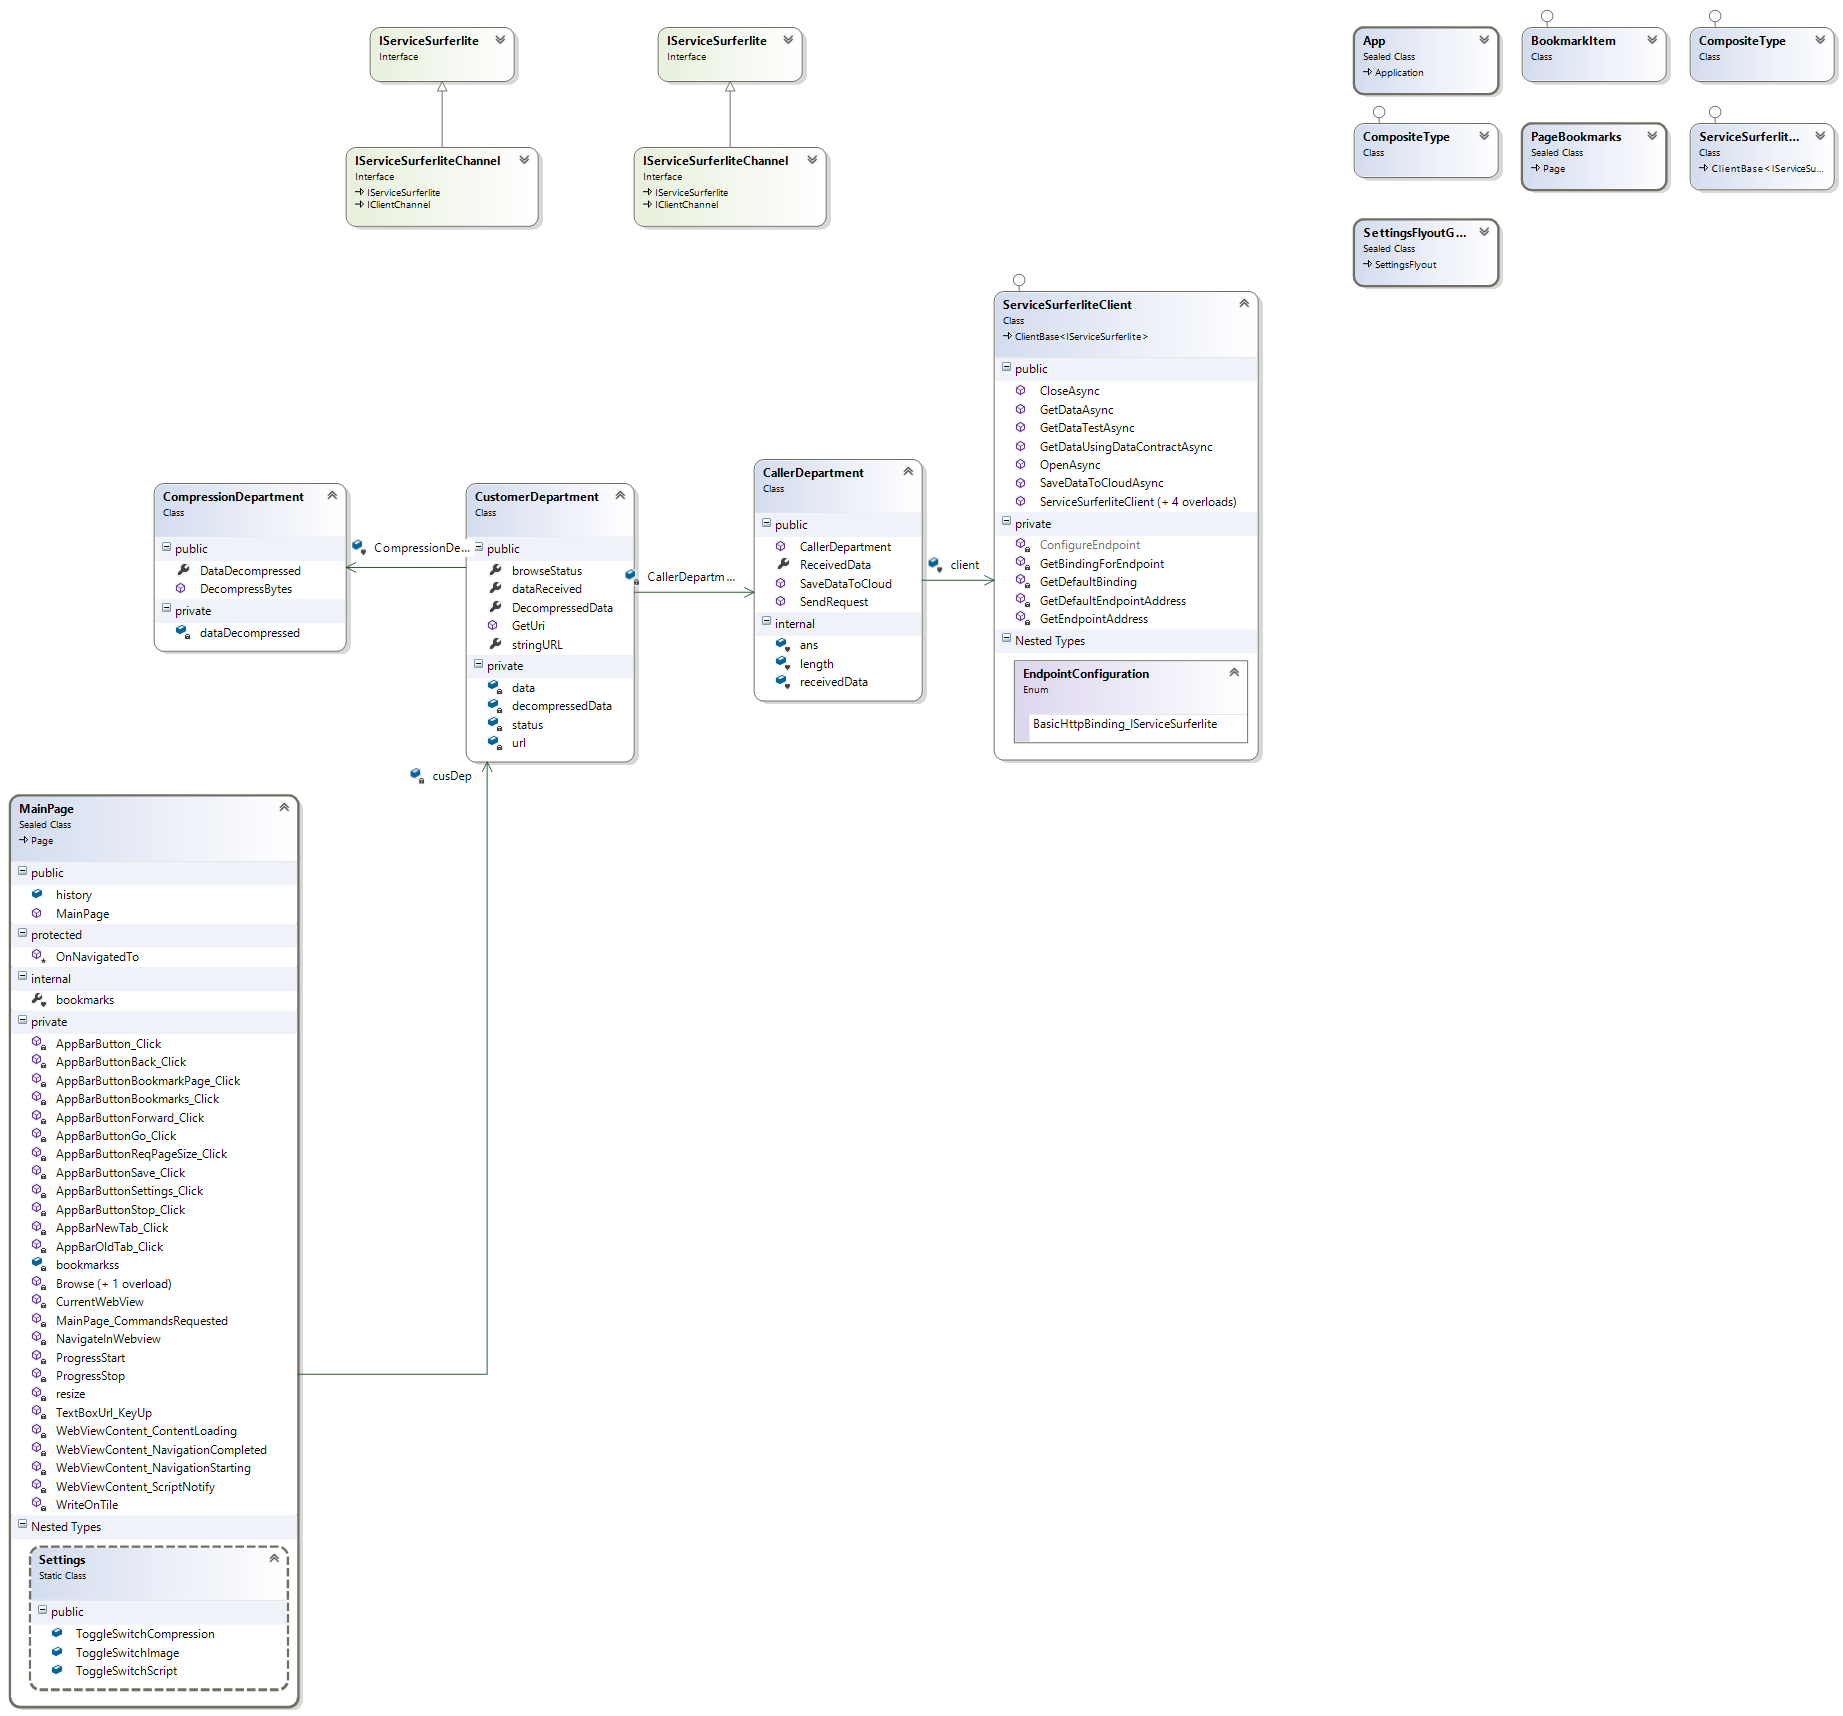 IServiceSurferlite
Interface
IServiceSurferliteChannel
Interface
IServiceSurferlite
IClientChannel
IServiceSurferlite
Interface
IServiceSurferliteChannel
Interface
IServiceSurferlite
IClientChannel
App
Sealed Class
Application
BookmarkItem
Class
CompositeType
Class
CompositeType
Class
PageBookmarks
Sealed Class
Page
ServiceSurferlit...
Class
ClientBase<IServiceSu...
SettingsFlyoutG...
Sealed Class
SettingsFlyout
ServiceSurferliteClient
Class
ClientBase<IServiceSurferlite>
public
CloseAsync
GetDataAsync
GetDataTestAsync
GetDataUsingDataContractAsync
OpenAsync
SaveDataToCloudAsync
ServiceSurferliteClient (+ 4 overloads)
private
ConfigureEndpoint
GetBindingForEndpoint
GetDefaultBinding
GetDefaultEndpointAddress
GetEndpointAddress
Nested Types
EndpointConfiguration
Enum
BasicHttpBinding_IServiceSurferlite
CompressionDepartment
Class
public
DataDecompressed
DecompressBytes
private
dataDecompressed
CompressionDe...
CustomerDepartment
Class
public
browseStatus
dataReceived
DecompressedData
GetUri
stringURL
private
data
decompressedData
status
url
CallerDepartm...
CallerDepartment
Class
public
CallerDepartment
ReceivedData
SaveDataToCloud
SendRequest
internal
ans
length
receivedData
client
cusDep
MainPage
Sealed Class
Page
public
history
MainPage
protected
OnNavigatedTo
internal
bookmarks
private
AppBarButton_Click
AppBarButtonBack_Click
AppBarButtonBookmarkPage_Click
AppBarButtonBookmarks_Click
AppBarButtonForward_Click
AppBarButtonGo_Click
AppBarButtonReqPageSize_Click
AppBarButtonSave_Click
AppBarButtonSettings_Click
AppBarButtonStop_Click
AppBarNewTab_Click
AppBarOldTab_Click
bookmarkss
Browse (+ 1 overload)
CurrentWebView
MainPage_CommandsRequested
NavigateInWebview
ProgressStart
ProgressStop
resize
TextBoxUrl_KeyUp
WebViewContent_ContentLoading
WebViewContent_NavigationCompleted
WebViewContent_NavigationStarting
WebViewContent_ScriptNotify
WriteOnTile
Nested Types
Settings
Static Class
public
ToggleSwitchCompression
ToggleSwitchImage
ToggleSwitchScript